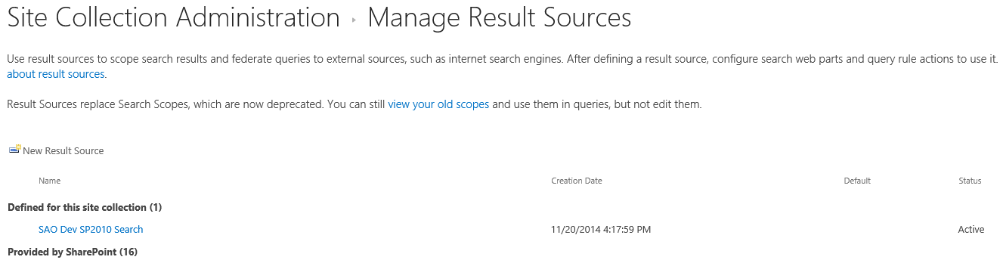 Site Collection Administration ▸ Manage Result Sources
Use result sources to scope search results and federate queries to external sources, such as internet search engines. After defining a result source, configure search web parts and query rule actions to use it.
about result sources.
Result Sources replace Search Scopes, which are now deprecated. You can still view your old scopes and use them in queries, but not edit them.
New Result Source
Name Creation Date Default Status
Defined for this site collection (1)
SAO Dev SP2010 Search 11/20/2014 4:17:59 PM Active
Provided by SharePoint (16)